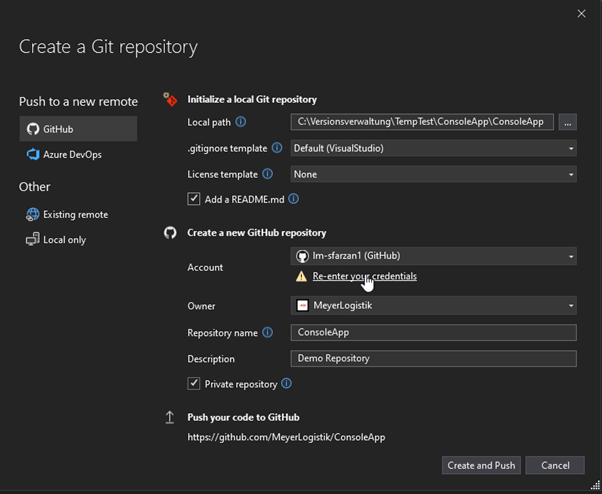 Create a Git repository
Push to a new remote
GitHub
Azure DevOps
Other
Existing remote
Local only
Initialize a local Git repository
Local path
C:\Versionsverwaltung\TempTest\ConsoleApp\ConsoleApp
...
.gitignore template
Default (VisualStudio)
License template
None
Add a README.md
Create a new GitHub repository
Account
lm-sfarzan1 (GitHub)
Re-enter your credentials
Owner
MeyerLogistik
Repository name
ConsoleApp
Description
Demo Repository
Private repository
Push your code to GitHub
https://github.com/MeyerLogistik/ConsoleApp
Create and Push
Cancel